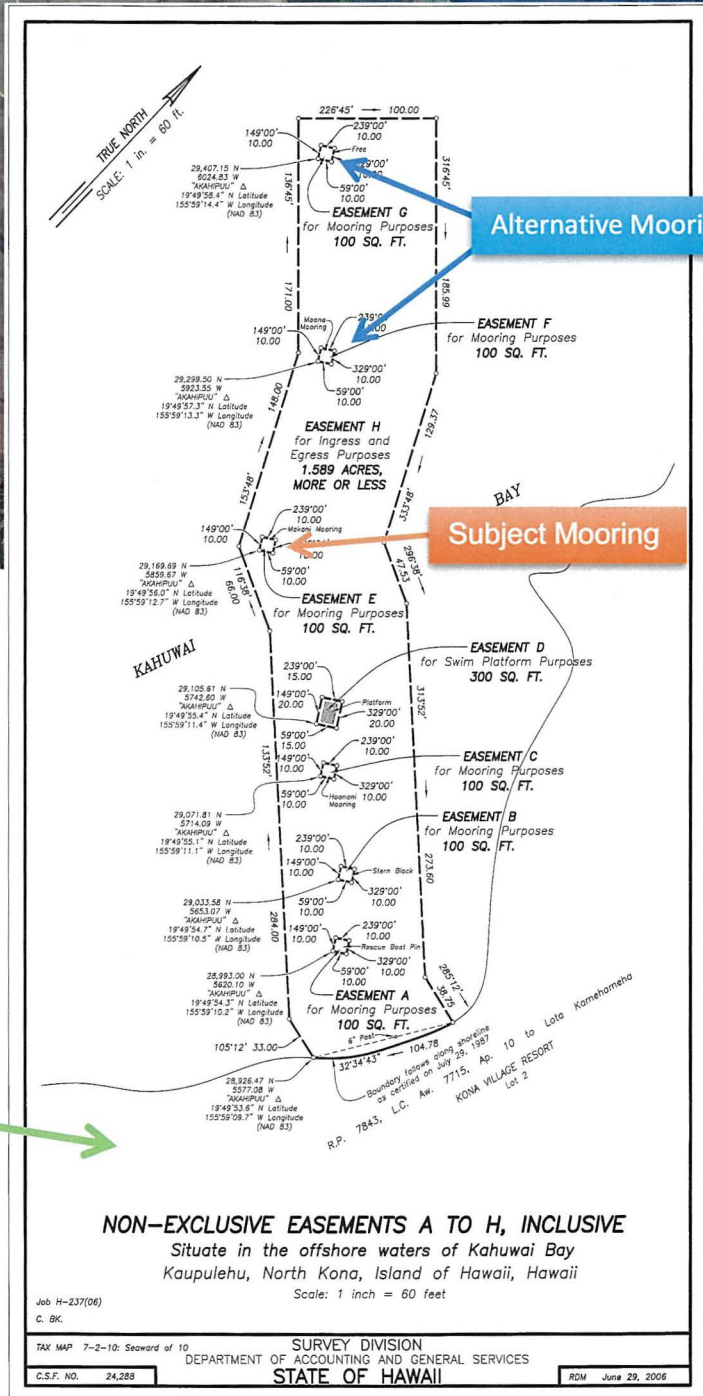 TRUE NORTH
SCALE: 1 in. = 60 ft.
226°45' → 100.00
149°00'
10.00
239°00'
10.00
Free
10.00
59°00'
10.00
29,407.15 N
6024.83 W
"AKAHIPUU" Δ
19°49'58.4" N Latitude
155°59'14.4" W Longitude
(NAD 83)
136°45'
171.00
316°45'
185.99
EASEMENT G
for Mooring Purposes
100 SQ. FT.
Alternative Moori
149°00'
10.00
Moana
Mooring
239°0
329°00'
10.00
59°00'
10.00
29,299.50 N
5923.55 W
"AKAHIPUU" Δ
19°49'57.3" N Latitude
155°59'13.3" W Longitude
(NAD 83)
EASEMENT F
for Mooring Purposes
100 SQ. FT.
153°48'
148.00
129.37
333°48'
EASEMENT H
for Ingress and
Egress Purposes
1.589 ACRES,
MORE OR LESS
BAY
149°00'
10.00
239°00'
10.00
Makani Mooring
10.00
59°00'
10.00
29,169.69 N
5859.67 W
"AKAHIPUU" Δ
19°49'56.0" N Latitude
155°59'12.7" W Longitude
(NAD 83)
116°38'
66.00
296°38'
47.53
Subject Mooring
EASEMENT E
for Mooring Purposes
100 SQ. FT.
KAHUWAI
EASEMENT D
for Swim Platform Purposes
300 SQ. FT.
239°00'
15.00
149°00'
20.00
Platform
329°00'
20.00
59°00'
15.00
29,105.61 N
5742.60 W
"AKAHIPUU" Δ
19°49'55.4" N Latitude
155°59'11.4" W Longitude
(NAD 83)
133°52'
284.00
313°52'
273.60
149°00'
10.00
239°00'
10.00
329°00'
10.00
59°00'
10.00
Haanani
Mooring
EASEMENT C
for Mooring Purposes
100 SQ. FT.
29,071.81 N
5714.09 W
"AKAHIPUU" Δ
19°49'55.1" N Latitude
155°59'11.1" W Longitude
(NAD 83)
EASEMENT B
for Mooring Purposes
100 SQ. FT.
239°00'
10.00
149°00'
10.00
Stern Block
329°00'
10.00
59°00'
10.00
29,033.58 N
5653.07 W
"AKAHIPUU" Δ
19°49'54.7" N Latitude
155°59'10.5" W Longitude
(NAD 83)
149°00'
10.00
239°00'
10.00
Rescue Boat Pin
329°00'
10.00
59°00'
10.00
28,993.00 N
5620.10 W
"AKAHIPUU" Δ
19°49'54.3" N Latitude
155°59'10.2" W Longitude
(NAD 83)
EASEMENT A
for Mooring Purposes
100 SQ. FT.
285°12'
38.75
105°12' 33.00
6" Post
32°34'43" 104.78
28,926.47 N
5577.08 W
"AKAHIPUU" Δ
19°49'53.6" N Latitude
155°59'09.7" W Longitude
(NAD 83)
Boundary follows along shoreline
as certified on July 29, 1987
R.P. 7843, L.C. Aw. 7715, Ap. 10 to Lota Kamehameha
KONA VILLAGE RESORT
Lot 2
NON-EXCLUSIVE EASEMENTS A TO H, INCLUSIVE
Situate in the offshore waters of Kahuwai Bay
Kaupulehu, North Kona, Island of Hawaii, Hawaii
Scale: 1 inch = 60 feet
Job H-237(06)
C. BK.
TAX MAP 7-2-10: Seaward of 10
SURVEY DIVISION
DEPARTMENT OF ACCOUNTING AND GENERAL SERVICES
STATE OF HAWAII
C.S.F. NO. 24,288
RDM June 29, 2006